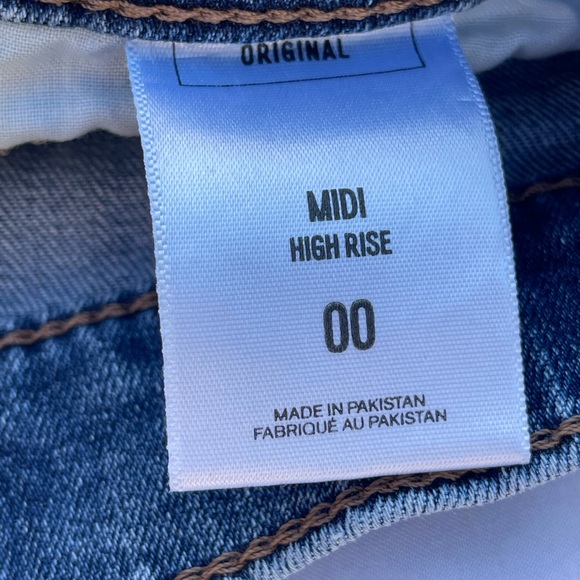 ORIGINAL
MIDI
HIGH RISE
00
MADE IN PAKISTAN
FABRIQUÉ AU PAKISTAN